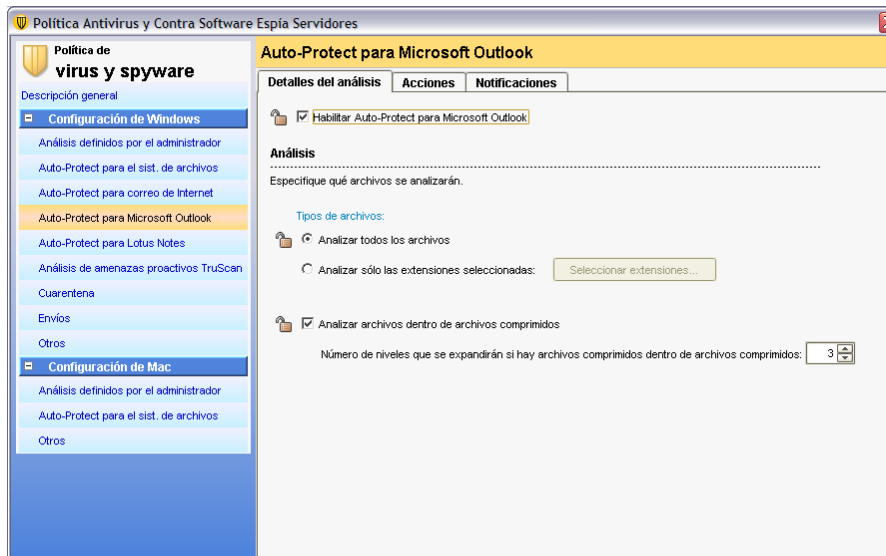 Política Antivirus y Contra Software Espía Servidores
Política de
virus y spyware
Descripción general
Configuración de Windows
Análisis definidos por el administrador
Auto-Protect para el sist. de archivos
Auto-Protect para correo de Internet
Auto-Protect para Microsoft Outlook
Auto-Protect para Lotus Notes
Análisis de amenazas proactivos TruScan
Cuarentena
Envíos
Otros
Configuración de Mac
Análisis definidos por el administrador
Auto-Protect para el sist. de archivos
Otros
Auto-Protect para Microsoft Outlook
Detalles del análisis Acciones Notificaciones
Habilitar Auto-Protect para Microsoft Outlook
Análisis
Especifique qué archivos se analizarán.
Tipos de archivos:
Analizar todos los archivos
Analizar sólo las extensiones seleccionadas: Seleccionar extensiones...
Analizar archivos dentro de archivos comprimidos
Número de niveles que se expandirán si hay archivos comprimidos dentro de archivos comprimidos: 3